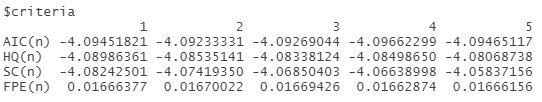 $criteria
1 2 3 4 5
AIC(n) -4.09451821 -4.09233331 -4.09269044 -4.09662299 -4.09465117
HQ(n) -4.08986361 -4.08535141 -4.08338124 -4.08498650 -4.08068738
SC(n) -4.08242501 -4.07419350 -4.06850403 -4.06638998 -4.05837156
FPE(n) 0.01666377 0.01670022 0.01669426 0.01662874 0.01666156